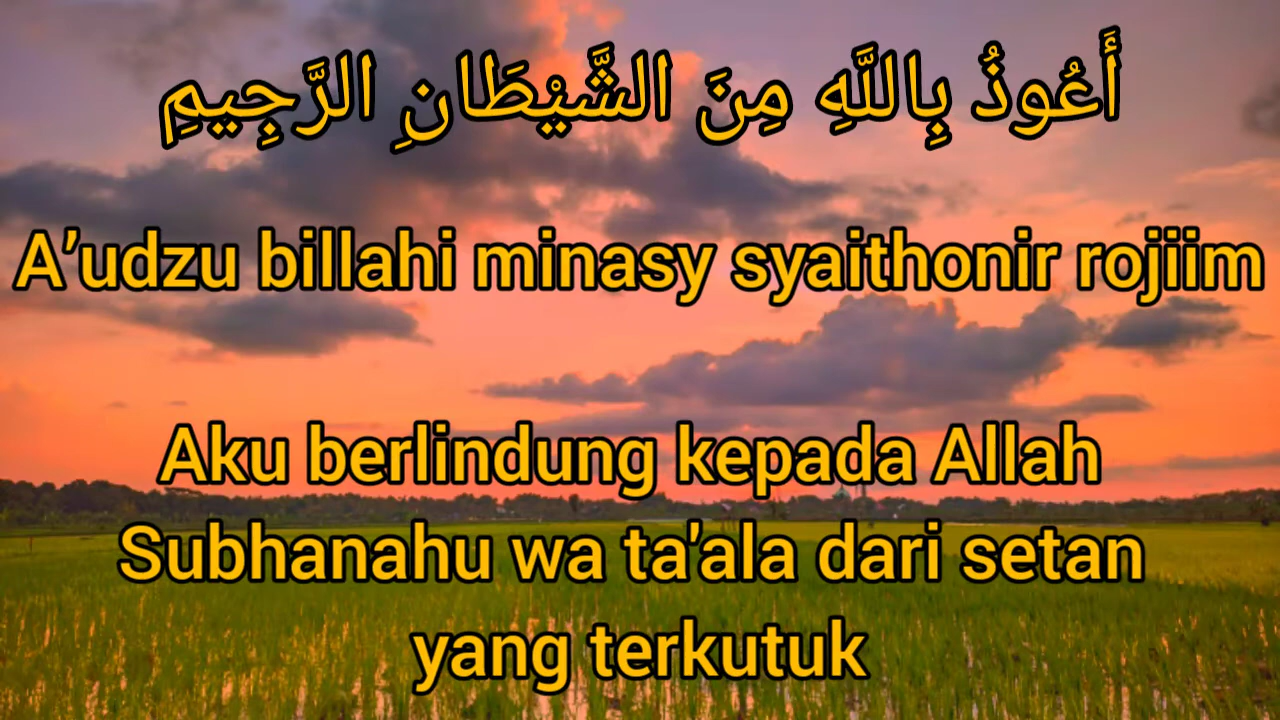 أَعُوذُ بِاللَّهِ مِنَ الشَّيْطَانِ الرَّجِيمِ
A’udzu billahi minasy syaithonir rojiim
Aku berlindung kepada Allah
Subhanahu wa ta'ala dari setan
yang terkutuk